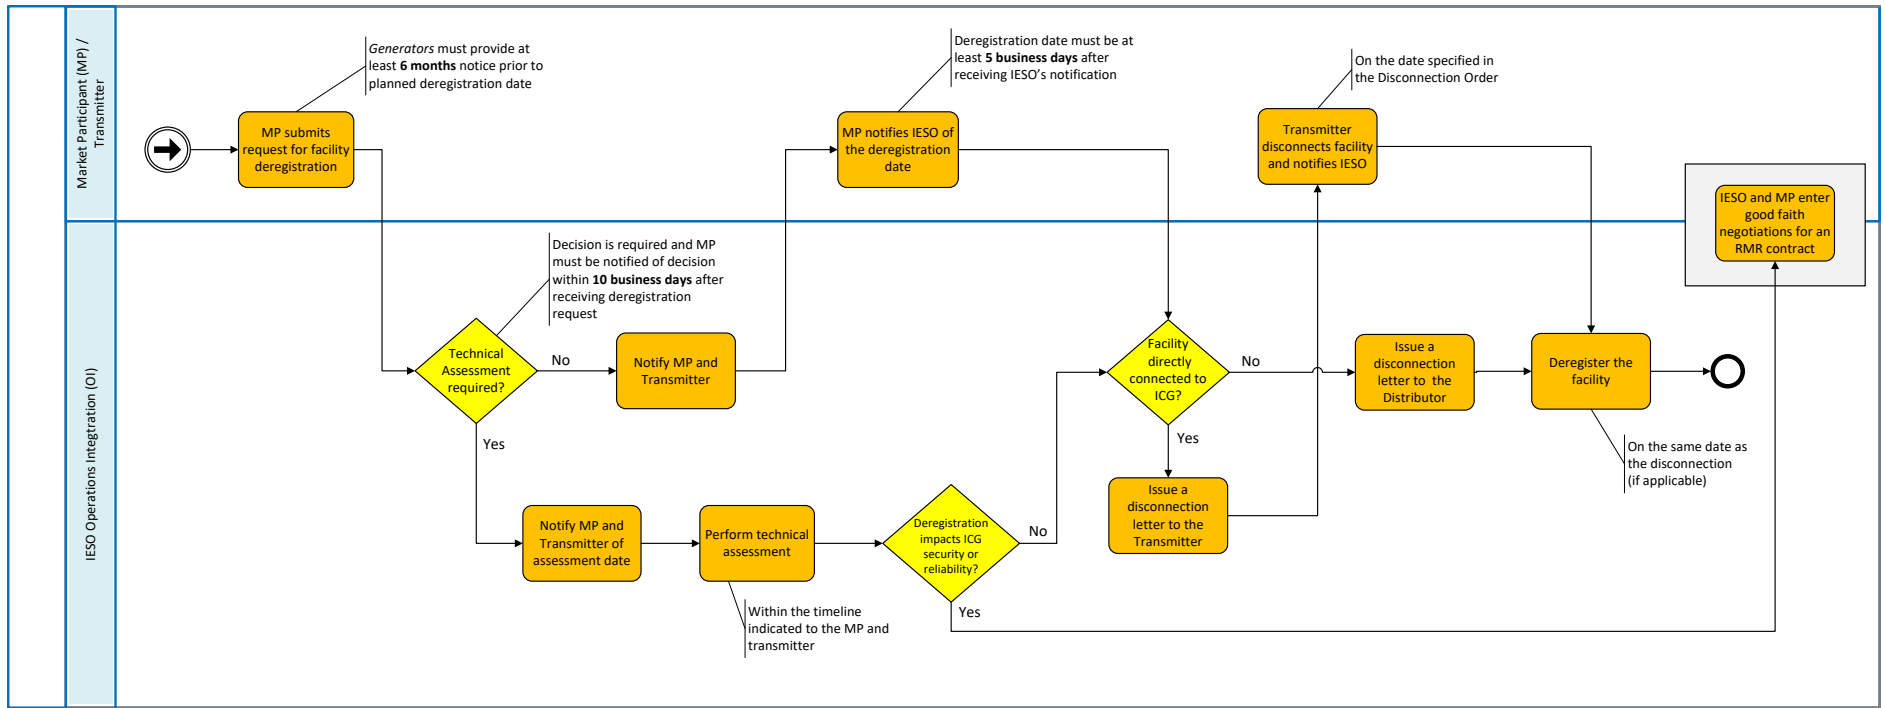 Market Participant (MP) /
Transmitter
Generators must provide at
least 6 months notice prior to
planned deregistration date
MP submits
request for facility
deregistration
Deregistration date must be at
least 5 business days after
receiving IESO's notification
MP notifies IESO of
the deregistration
date
On the date specified in
the Disconnection Order
Transmitter
disconnects facility
and notifies IESO
IESO and MP enter
good faith
negotiations for an
RMR contract
IESO Operations Integtration (OI)
Decision is required and MP
must be notified of decision
within 10 business days after
receiving deregistration
request
Technical
Assessment
required?
No
Yes
Notify MP and
Transmitter
Notify MP and
Transmitter of
assessment date
Perform technical
assessment
Within the timeline
indicated to the MP and
transmitter
Deregistration
impacts ICG
security or
reliability?
No
Yes
Facility
directly
connected to
ICG?
No
Yes
Issue a
disconnection
letter to the
Transmitter
Issue a
disconnection
letter to  the
Distributor
Deregister the
facility
On the same date as
the disconnection
(if applicable)